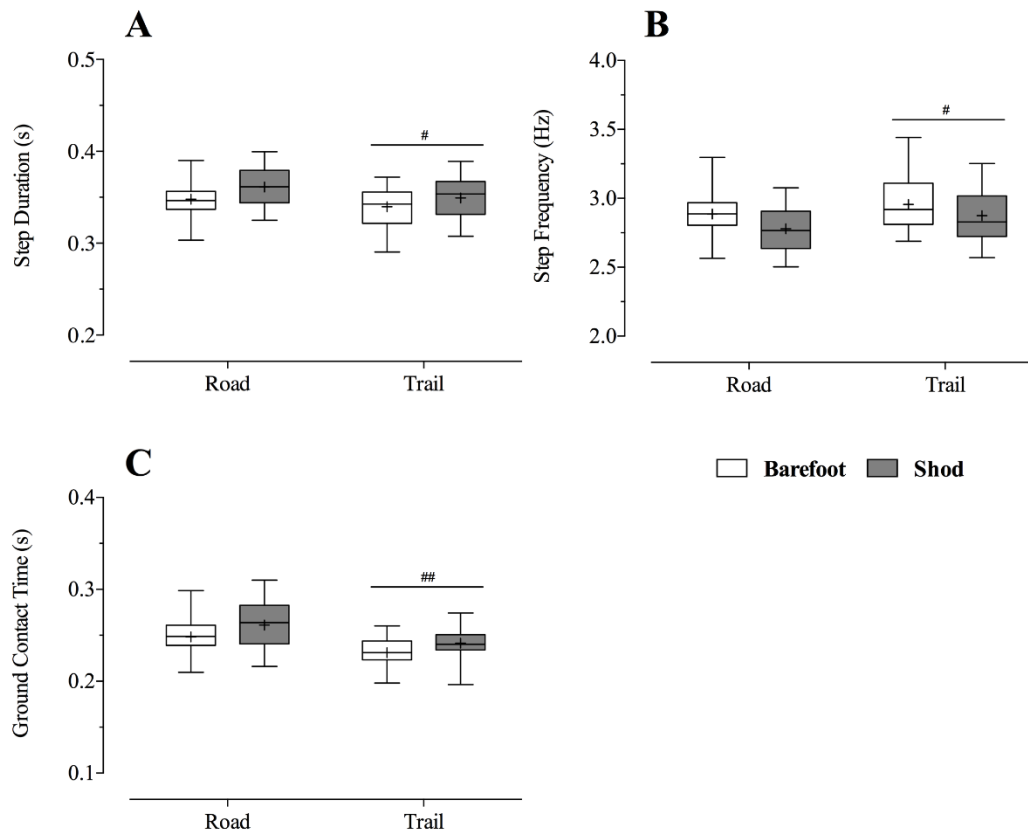 A
Step Duration (s)
0.5
0.4
0.3
0.2
#
Road
Trail
B
Step Frequency (Hz)
4.0
3.5
3.0
2.5
2.0
#
Road
Trail
Barefoot
Shod
C
Ground Contact Time (s)
0.4
0.3
0.2
0.1
##
Road
Trail